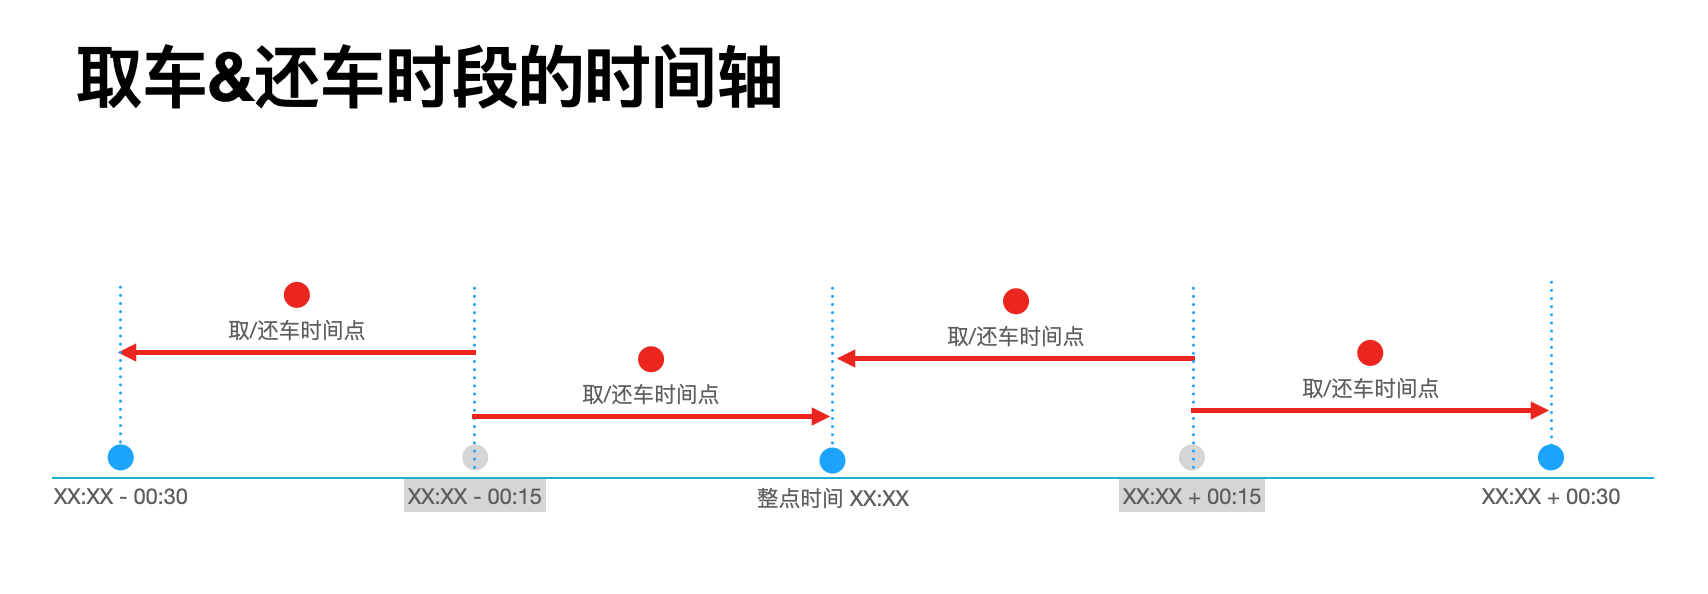 取车&还车时段的时间轴
取/还车时间点
取/还车时间点
取/还车时间点
取/还车时间点
XX:XX - 00:30
XX:XX - 00:15
整点时间 XX:XX
XX:XX + 00:15
XX:XX + 00:30